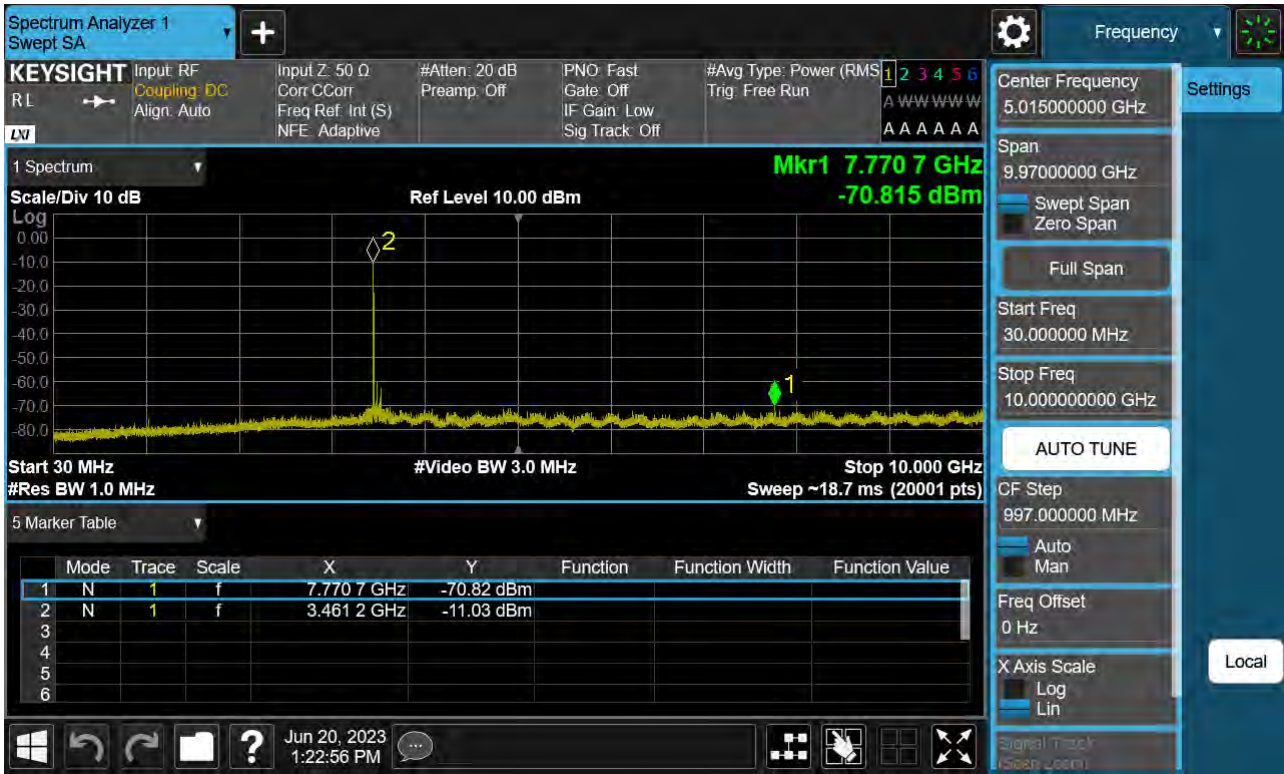 Spectrum Analyzer 1
Swept SA
+
Frequency
KEYSIGHT
RL
LXI
Input: RF
Coupling: DC
Align: Auto
Input Z: 50 Ω
Corr CCorr
Freq Ref: Int (S)
NFE: Adaptive
#Atten: 20 dB
Preamp: Off
PNO: Fast
Gate: Off
IF Gain: Low
Sig Track: Off
#Avg Type: Power (RMS
Trig: Free Run
1 2 3 4 5 6
A W W W W W
A A A A A A
1 Spectrum
Mkr1 7.770 7 GHz
-70.815 dBm
Scale/Div 10 dB
Ref Level 10.00 dBm
Log
0.00
-10.0
-20.0
-30.0
-40.0
-50.0
-60.0
-70.0
-80.0
2
1
Start 30 MHz
#Video BW 3.0 MHz
Stop 10.000 GHz
#Res BW 1.0 MHz
Sweep ~18.7 ms (20001 pts)
5 Marker Table
Mode Trace Scale X Y Function Function Width Function Value
1 N 1 f 7.770 7 GHz -70.82 dBm
2 N 1 f 3.461 2 GHz -11.03 dBm
3
4
5
6
Jun 20, 2023
1:22:56 PM
?
Center Frequency
5.015000000 GHz
Span
9.97000000 GHz
Swept Span
Zero Span
Full Span
Start Freq
30.000000 MHz
Stop Freq
10.000000000 GHz
AUTO TUNE
CF Step
997.000000 MHz
Auto
Man
Freq Offset
0 Hz
X Axis Scale
Log
Lin
Signal Track
(Span Zoom)
Settings
Local